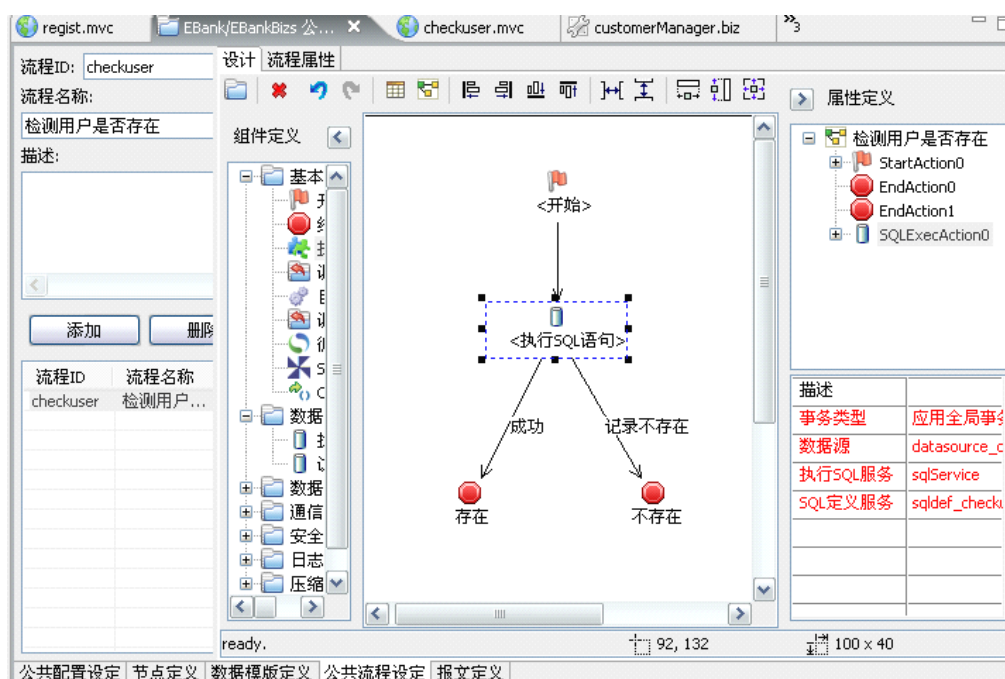 regist.mvc
EBank/EBankBizs 公...
checkuser.mvc
customerManager.biz
3
流程ID: checkuser
流程名称:
检测用户是否存在
描述:
添加
流程ID 流程名称
checkuser 检测用户...
设计 流程属性
组件定义
基本
数据
数据
通信
安全
日志
压缩
<开始>
<执行SQL语句>
成功
记录不存在
存在
不存在
属性定义
检测用户是否存在
StartAction0
EndAction0
EndAction1
SQLExecAction0
描述
事务类型 应用全局事
数据源 datasource_c
执行SQL服务 sqlService
SQL定义服务 sqldef_check
ready.
92, 132
100 x 40
公共配置设定 节点定义 数据模版定义 公共流程设定 报文定义